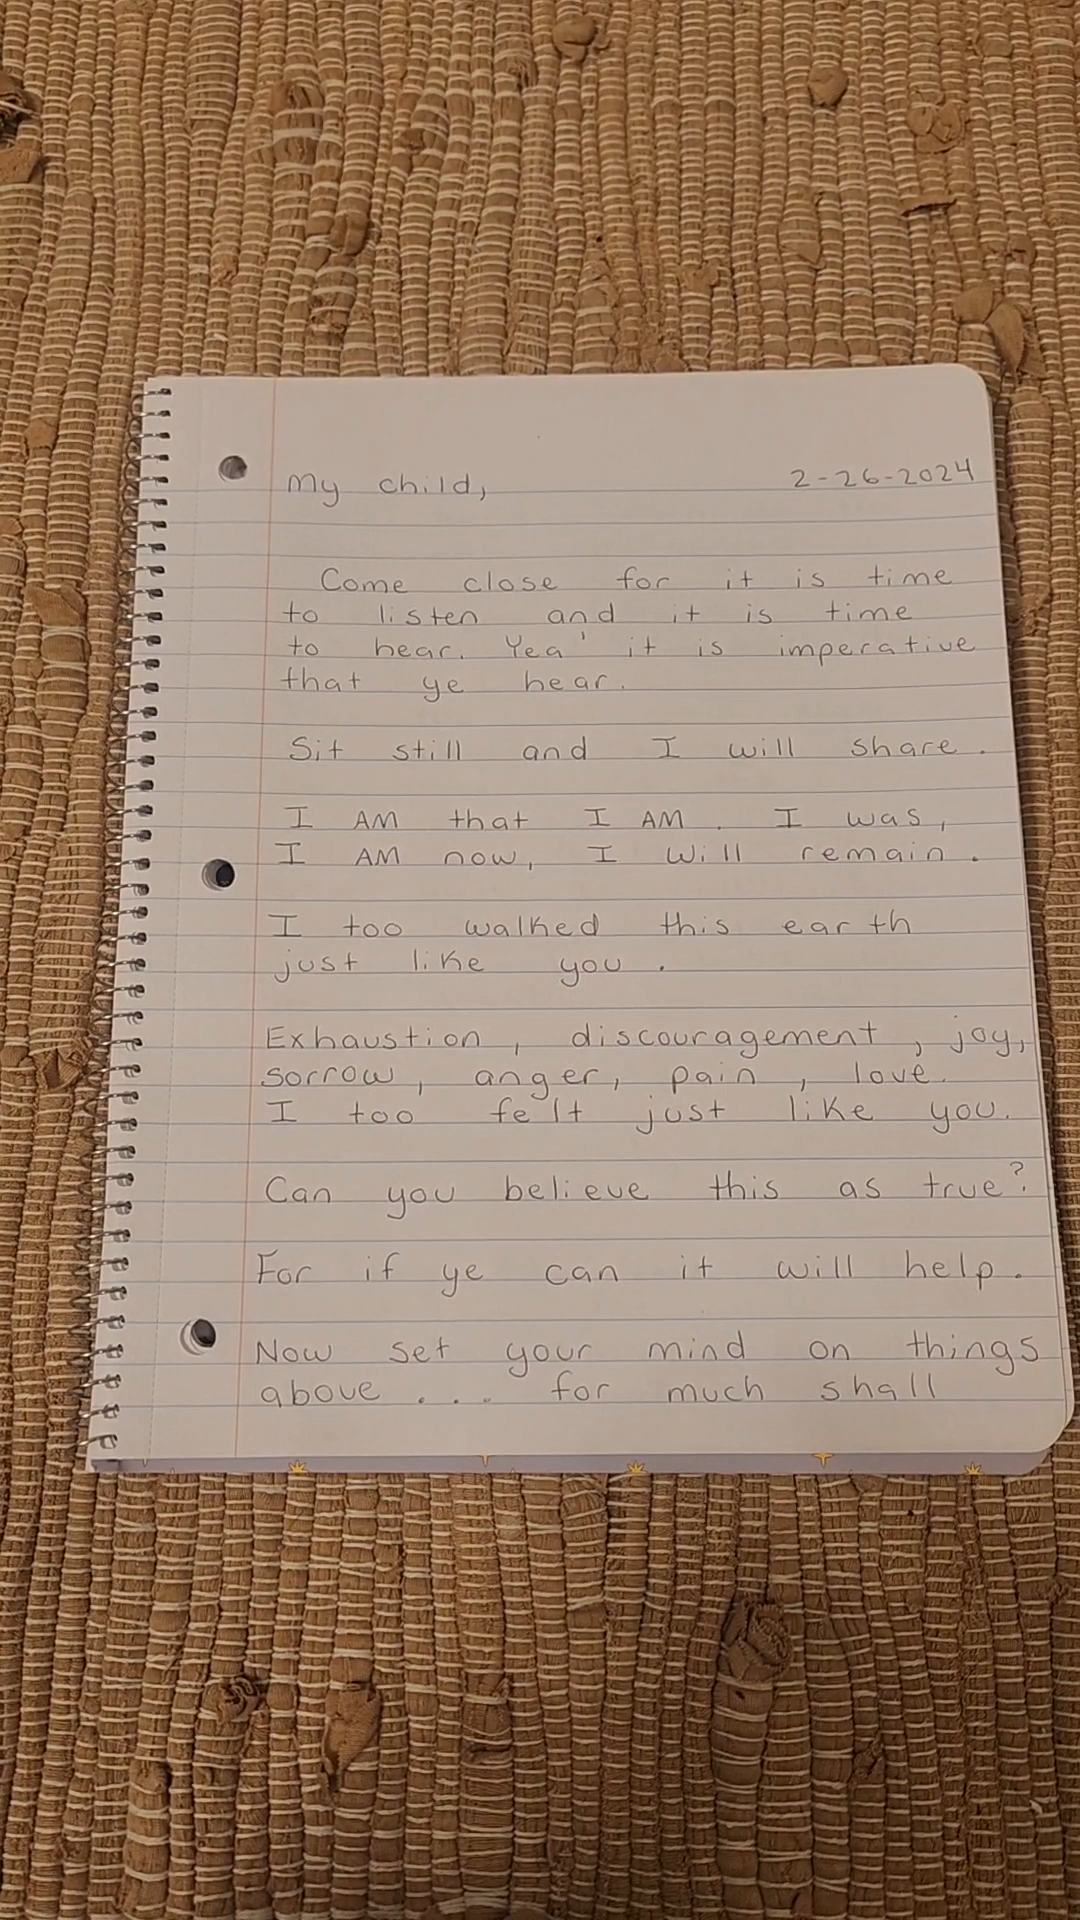 My child,
2-26-2024
Come close for it is time
to listen and it is time
to hear. Yea' it is imperative
that ye hear.
Sit still and I will share.
I AM that I AM. I was,
I AM now, I will remain.
I too walked this earth
just like you.
Exhaustion, discouragement, joy,
sorrow, anger, pain, love.
I too felt just like you.
Can you believe this as true?
For if ye can it will help.
Now set your mind on things
above.... for much shall